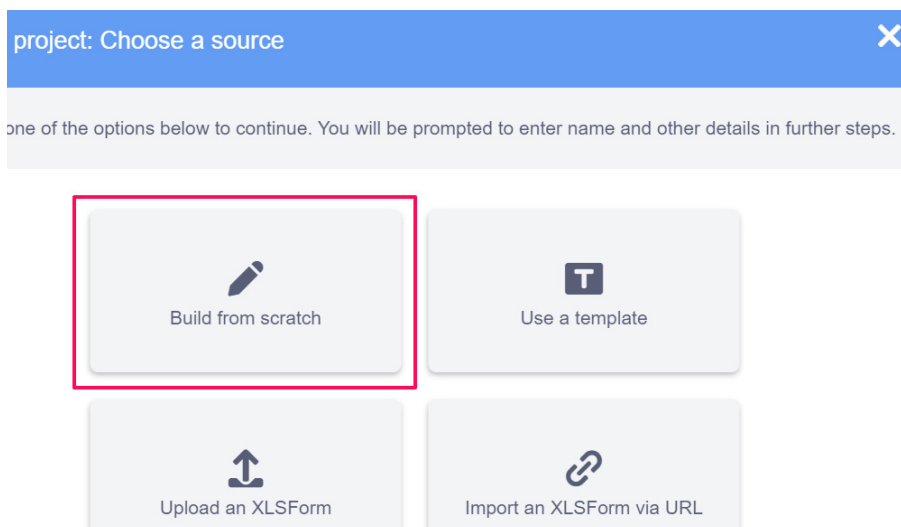 project: Choose a source
one of the options below to continue. You will be prompted to enter name and other details in further steps.
Build from scratch
T
Use a template
Upload an XLSForm
Import an XLSForm via URL